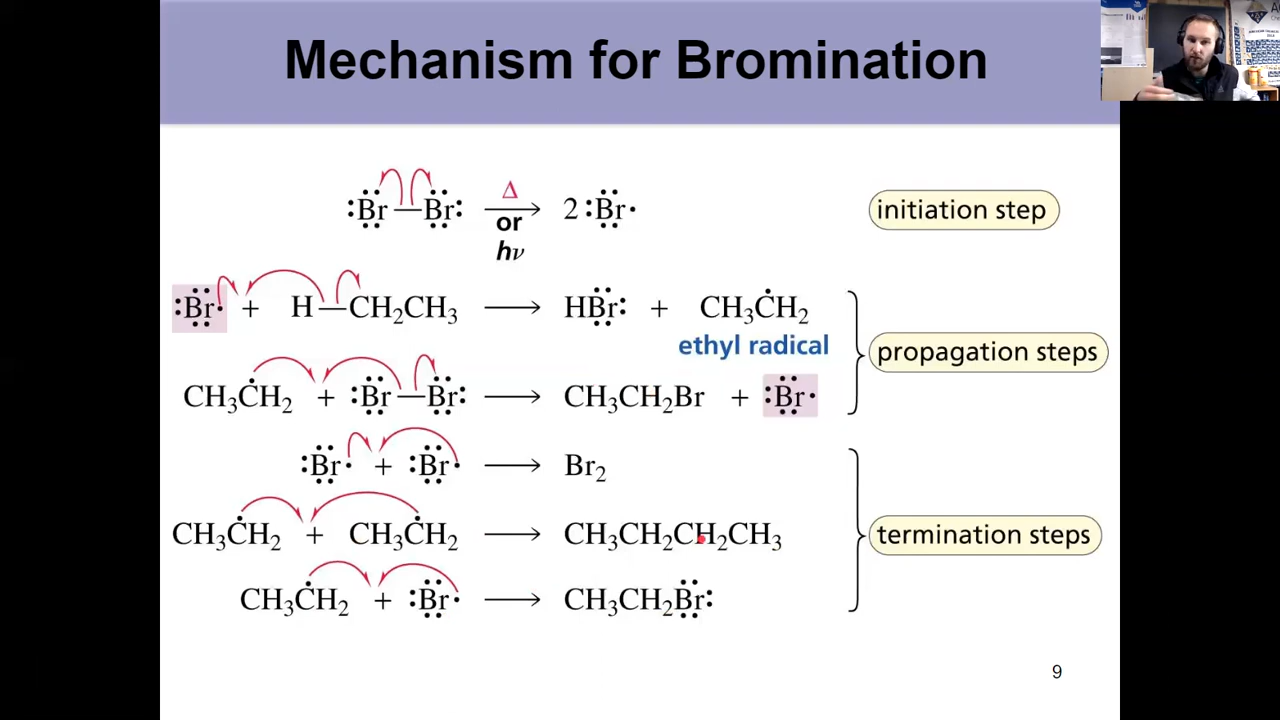 Mechanism for Bromination
:Br—Br: Δ or hν ⟶ 2 :Br· initiation step
:Br· + H—CH₂CH₃ ⟶ HBr: + CH₃ĊH₂
ethyl radical
propagation steps
CH₃ĊH₂ + :Br—Br: ⟶ CH₃CH₂Br + :Br·
:Br· + :Br· ⟶ Br₂
CH₃ĊH₂ + CH₃ĊH₂ ⟶ CH₃CH₂CH₂CH₃ termination steps
CH₃ĊH₂ + :Br· ⟶ CH₃CH₂Br:
9